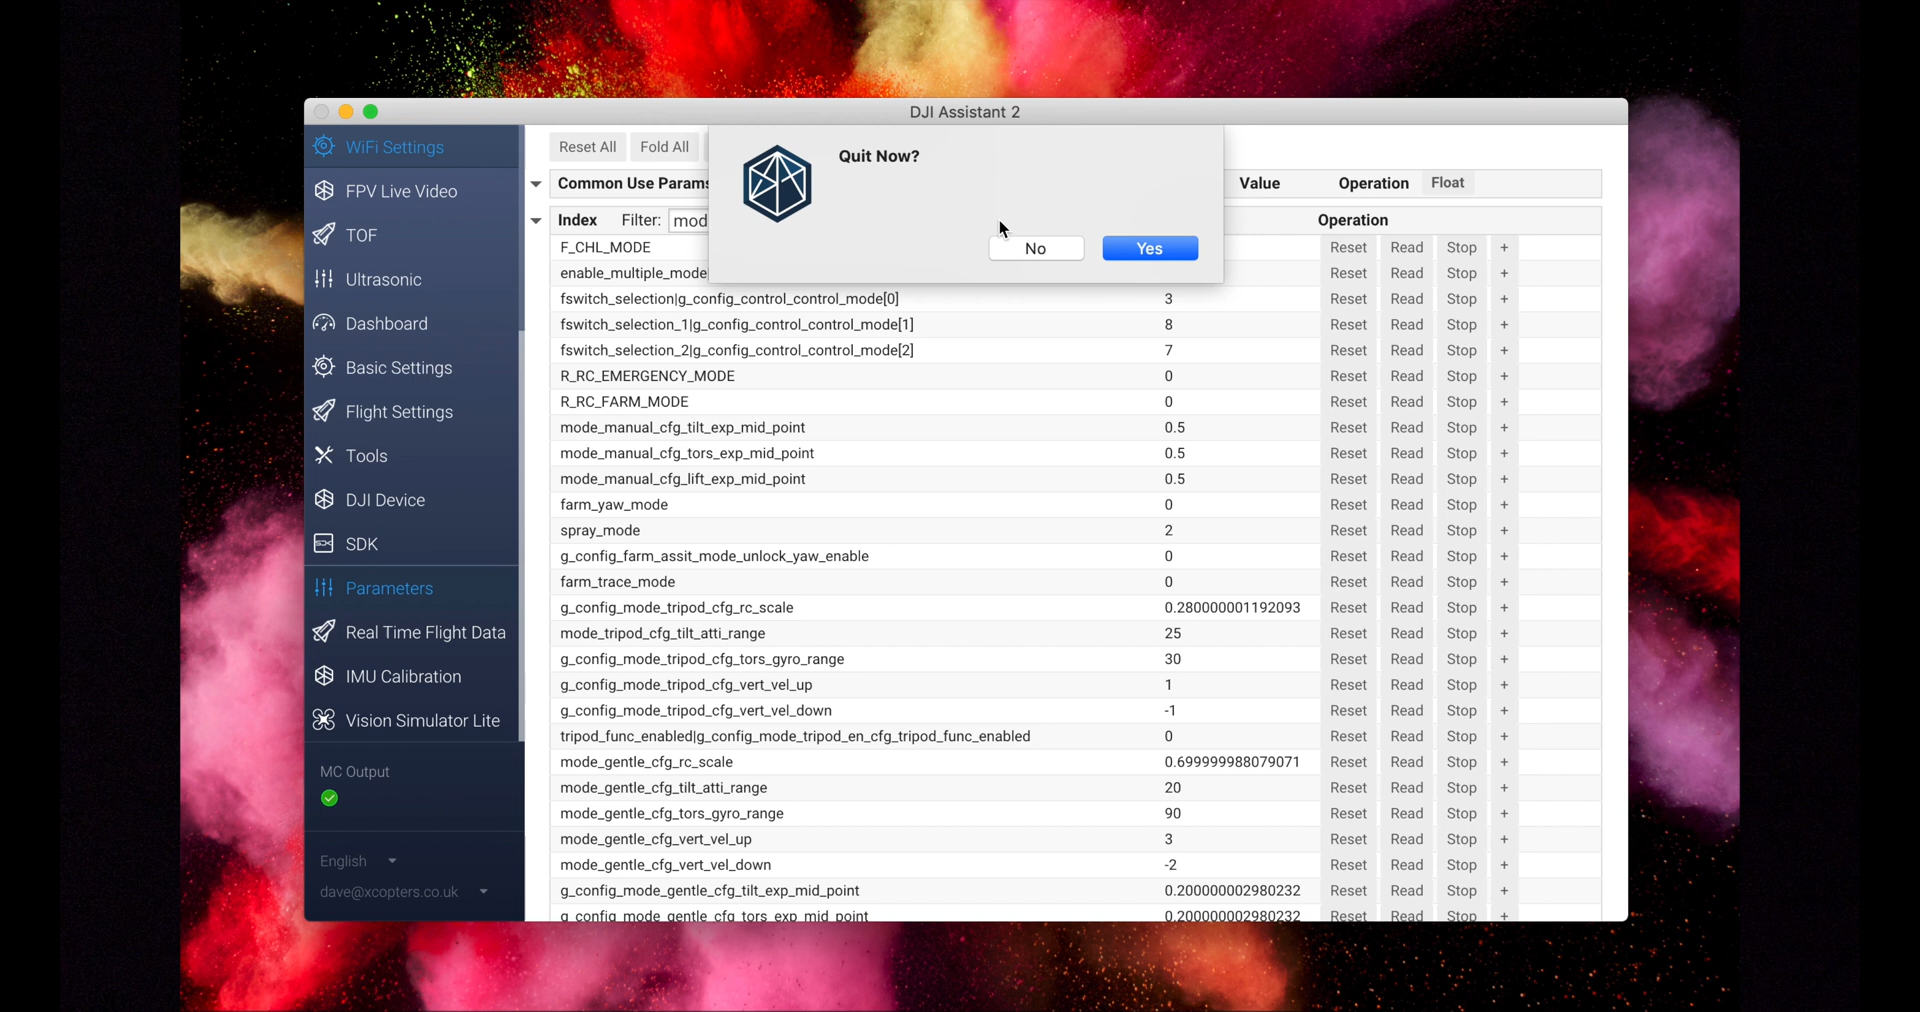 DJI Assistant 2
WiFi Settings
FPV Live Video
TOF
Ultrasonic
Dashboard
Basic Settings
Flight Settings
Tools
DJI Device
SDK
Parameters
Real Time Flight Data
IMU Calibration
Vision Simulator Lite
MC Output
English
dave@xcopters.co.uk
Reset All Fold All
Quit Now?
No Yes
Common Use Params Value Operation Float
Index Filter: mod Operation
F_CHL_MODE Reset Read Stop +
enable_multiple_mode Reset Read Stop +
fswitch_selection|g_config_control_control_mode[0] 3 Reset Read Stop +
fswitch_selection_1|g_config_control_control_mode[1] 8 Reset Read Stop +
fswitch_selection_2|g_config_control_control_mode[2] 7 Reset Read Stop +
R_RC_EMERGENCY_MODE 0 Reset Read Stop +
R_RC_FARM_MODE 0 Reset Read Stop +
mode_manual_cfg_tilt_exp_mid_point 0.5 Reset Read Stop +
mode_manual_cfg_tors_exp_mid_point 0.5 Reset Read Stop +
mode_manual_cfg_lift_exp_mid_point 0.5 Reset Read Stop +
farm_yaw_mode 0 Reset Read Stop +
spray_mode 2 Reset Read Stop +
g_config_farm_assit_mode_unlock_yaw_enable 0 Reset Read Stop +
farm_trace_mode 0 Reset Read Stop +
g_config_mode_tripod_cfg_rc_scale 0.280000001192093 Reset Read Stop +
mode_tripod_cfg_tilt_atti_range 25 Reset Read Stop +
g_config_mode_tripod_cfg_tors_gyro_range 30 Reset Read Stop +
g_config_mode_tripod_cfg_vert_vel_up 1 Reset Read Stop +
g_config_mode_tripod_cfg_vert_vel_down -1 Reset Read Stop +
tripod_func_enabled|g_config_mode_tripod_en_cfg_tripod_func_enabled 0 Reset Read Stop +
mode_gentle_cfg_rc_scale 0.699999988079071 Reset Read Stop +
mode_gentle_cfg_tilt_atti_range 20 Reset Read Stop +
mode_gentle_cfg_tors_gyro_range 90 Reset Read Stop +
mode_gentle_cfg_vert_vel_up 3 Reset Read Stop +
mode_gentle_cfg_vert_vel_down -2 Reset Read Stop +
g_config_mode_gentle_cfg_tilt_exp_mid_point 0.200000002980232 Reset Read Stop +
g_config_mode_gentle_cfg_tors_exp_mid_point 0.200000002980232 Reset Read Stop +